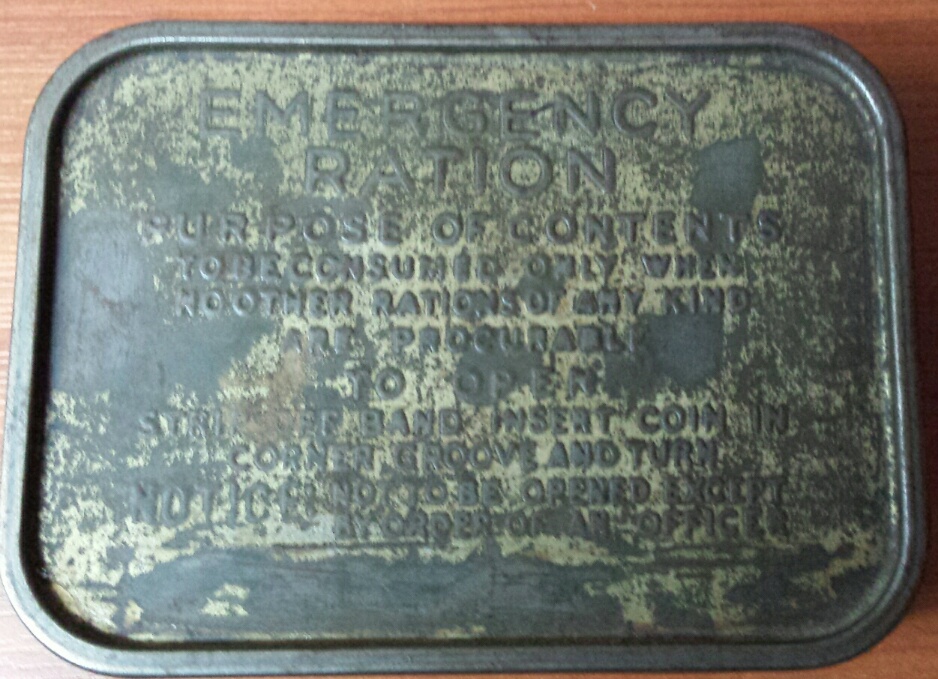 EMERGENCY
RATION
PURPOSE OF CONTENTS
TO BE CONSUMED ONLY WHEN
NO OTHER RATIONS OF ANY KIND
ARE PROCURABLE
TO OPEN
STRIP OFF BAND INSERT COIN IN
CORNER GROOVE AND TURN
NOTICE: NOT TO BE OPENED EXCEPT
BY ORDER OF AN OFFICER